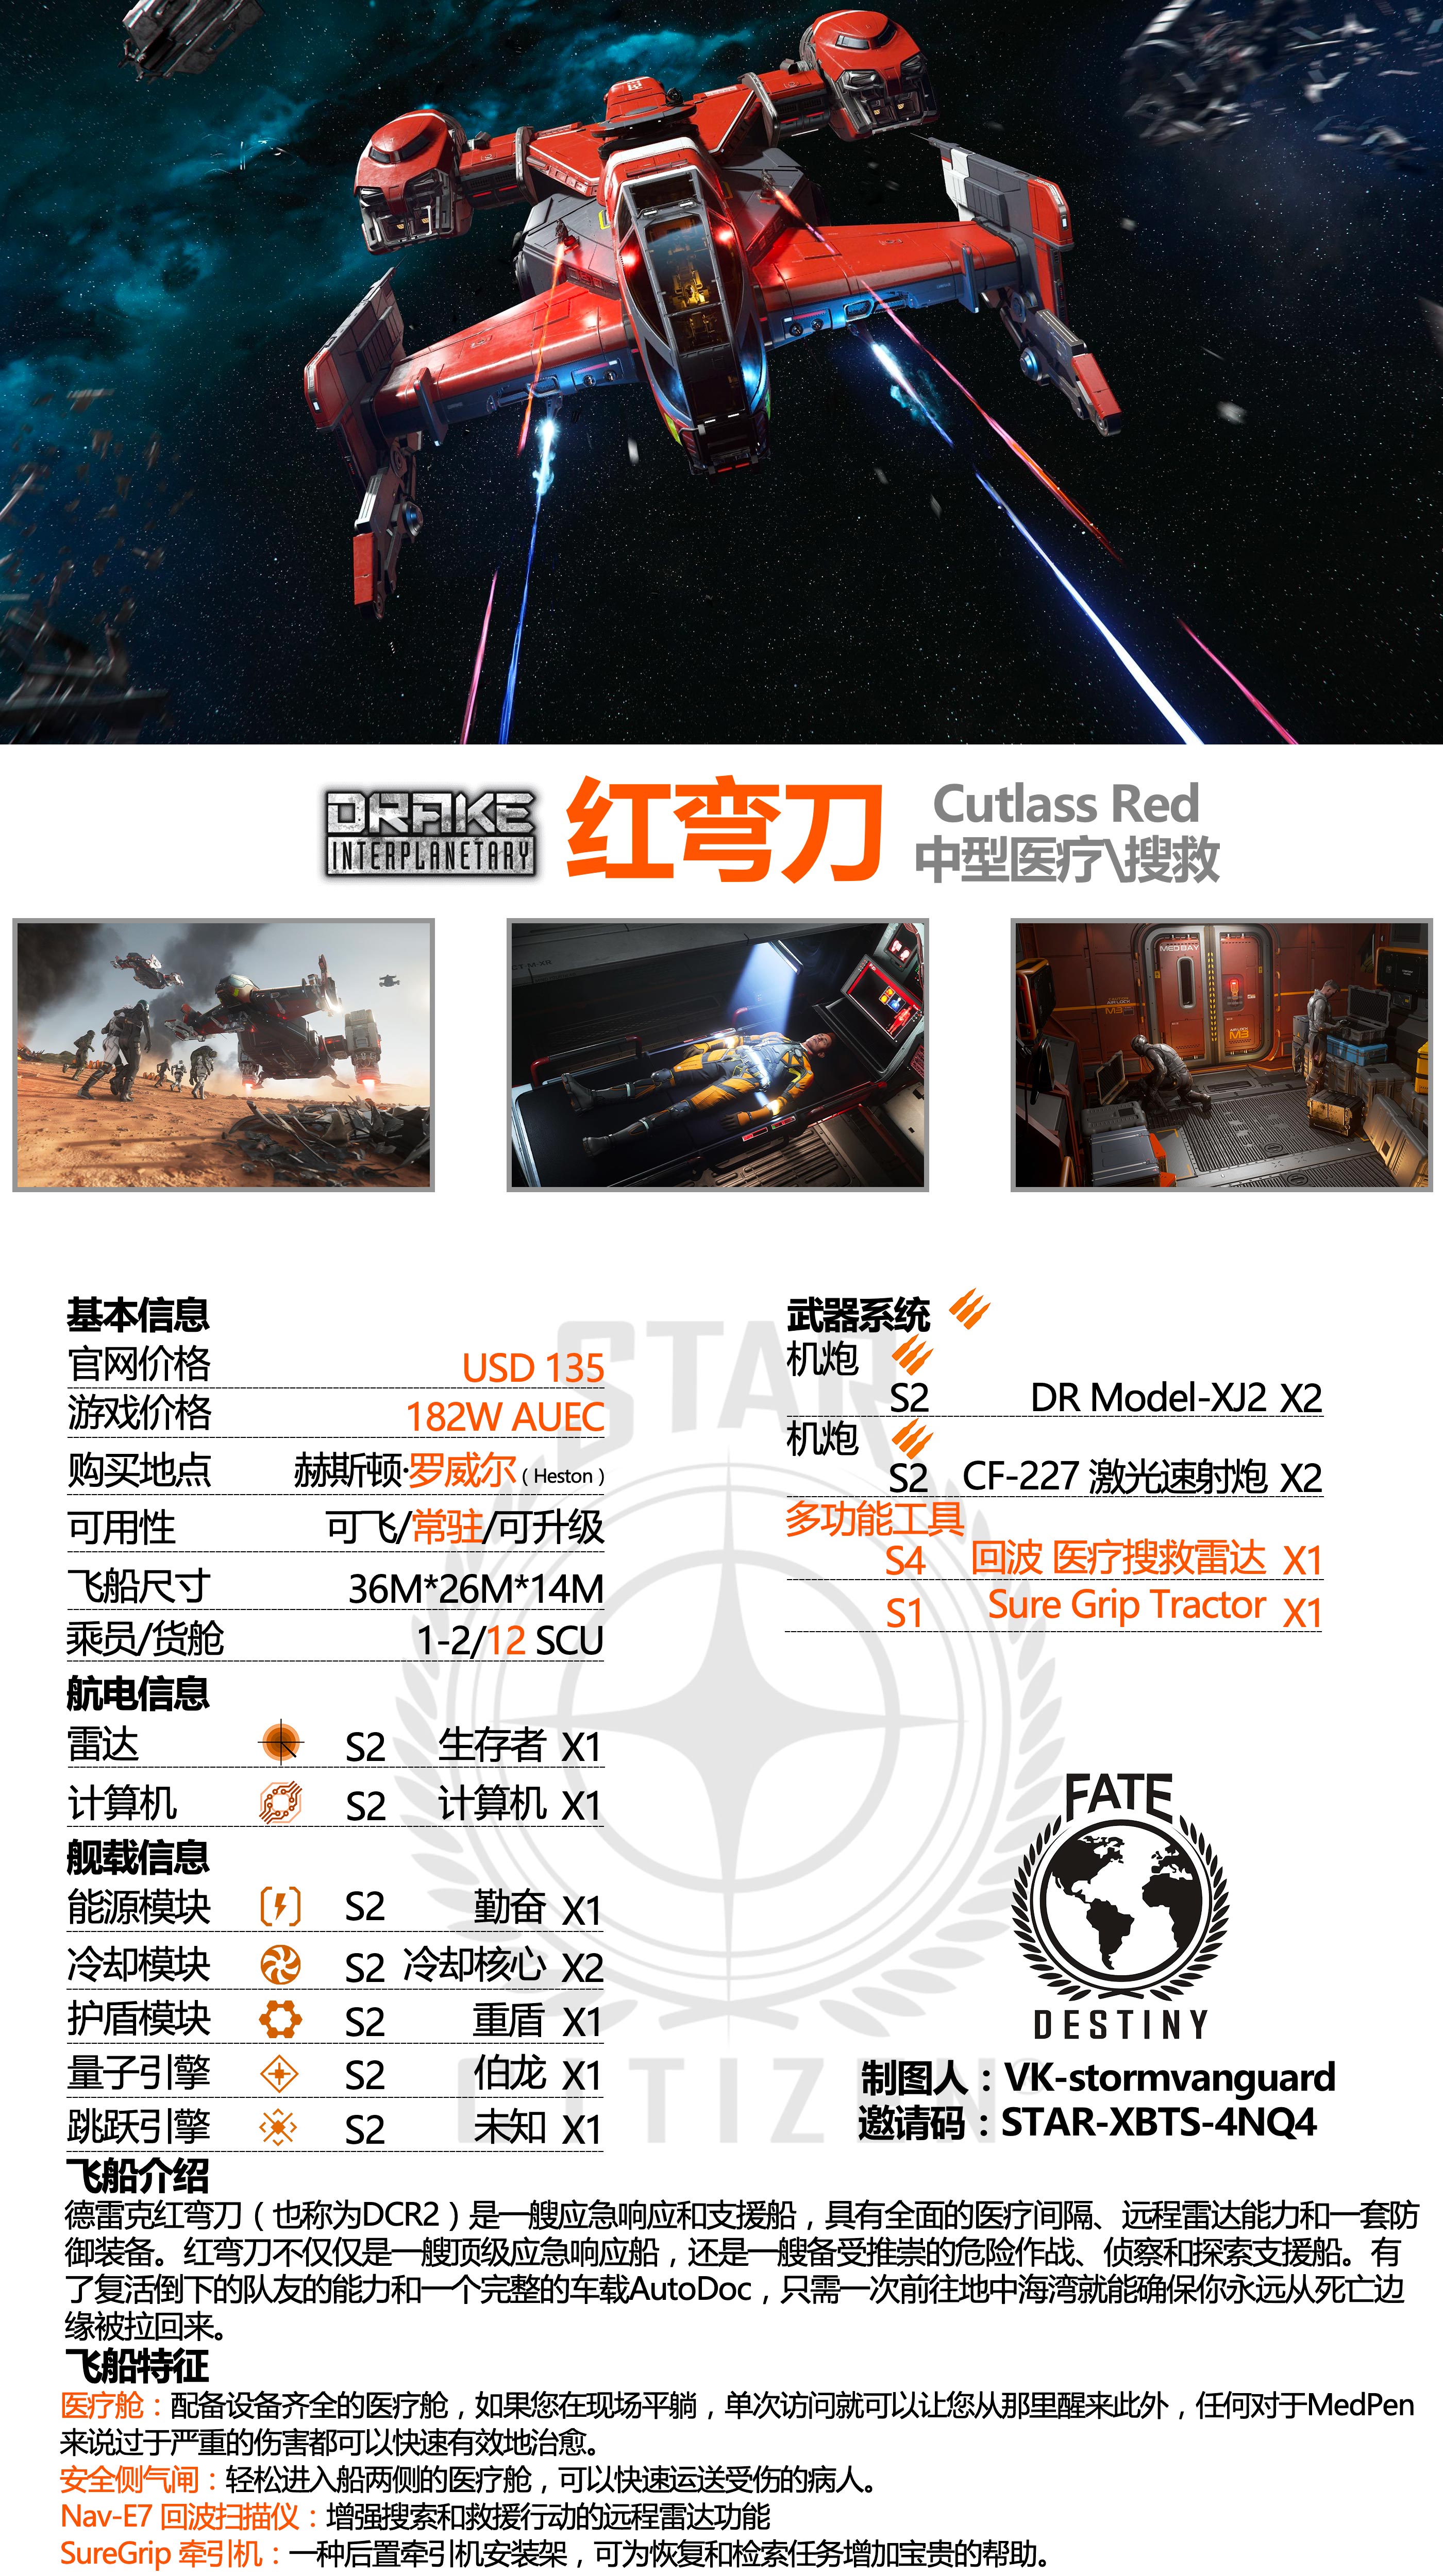 DRAKE
INTERPLANETARY
红弯刀
Cutlass Red
中型医疗\搜救
MED BAY
基本信息
官网价格 USD 135
游戏价格 182W AUEC
购买地点 赫斯顿·罗威尔(Heston)
可用性 可飞/常驻/可升级
飞船尺寸 36M*26M*14M
乘员/货舱 1-2/12 SCU
航电信息
雷达 S2 生存者 X1
计算机 S2 计算机 X1
舰载信息
能源模块 S2 勤奋 X1
冷却模块 S2 冷却核心 X2
护盾模块 S2 重盾 X1
量子引擎 S2 伯龙 X1
跳跃引擎 S2 未知 X1
武器系统
机炮
S2 DR Model-XJ2 X2
机炮
S2 CF-227 激光速射炮 X2
多功能工具
S4 回波 医疗搜救雷达 X1
S1 Sure Grip Tractor X1
STAR
CITIZEN
FATE
DESTINY
制图人：VK-stormvanguard
邀请码：STAR-XBTS-4NQ4
飞船介绍
德雷克红弯刀（也称为DCR2）是一艘应急响应和支援船，具有全面的医疗间隔、远程雷达能力和一套防
御装备。红弯刀不仅仅是一艘顶级应急响应船，还是一艘备受推崇的危险作战、侦察和探索支援船。有
了复活倒下的队友的能力和一个完整的车载AutoDoc，只需一次前往地中海湾就能确保你永远从死亡边
缘被拉回来。
飞船特征
医疗舱：配备设备齐全的医疗舱，如果您在现场平躺，单次访问就可以让您从那里醒来此外，任何对于MedPen
来说过于严重的伤害都可以快速有效地治愈。
安全侧气闸：轻松进入船两侧的医疗舱，可以快速运送受伤的病人。
Nav-E7 回波扫描仪：增强搜索和救援行动的远程雷达功能
SureGrip 牵引机：一种后置牵引机安装架，可为恢复和检索任务增加宝贵的帮助。